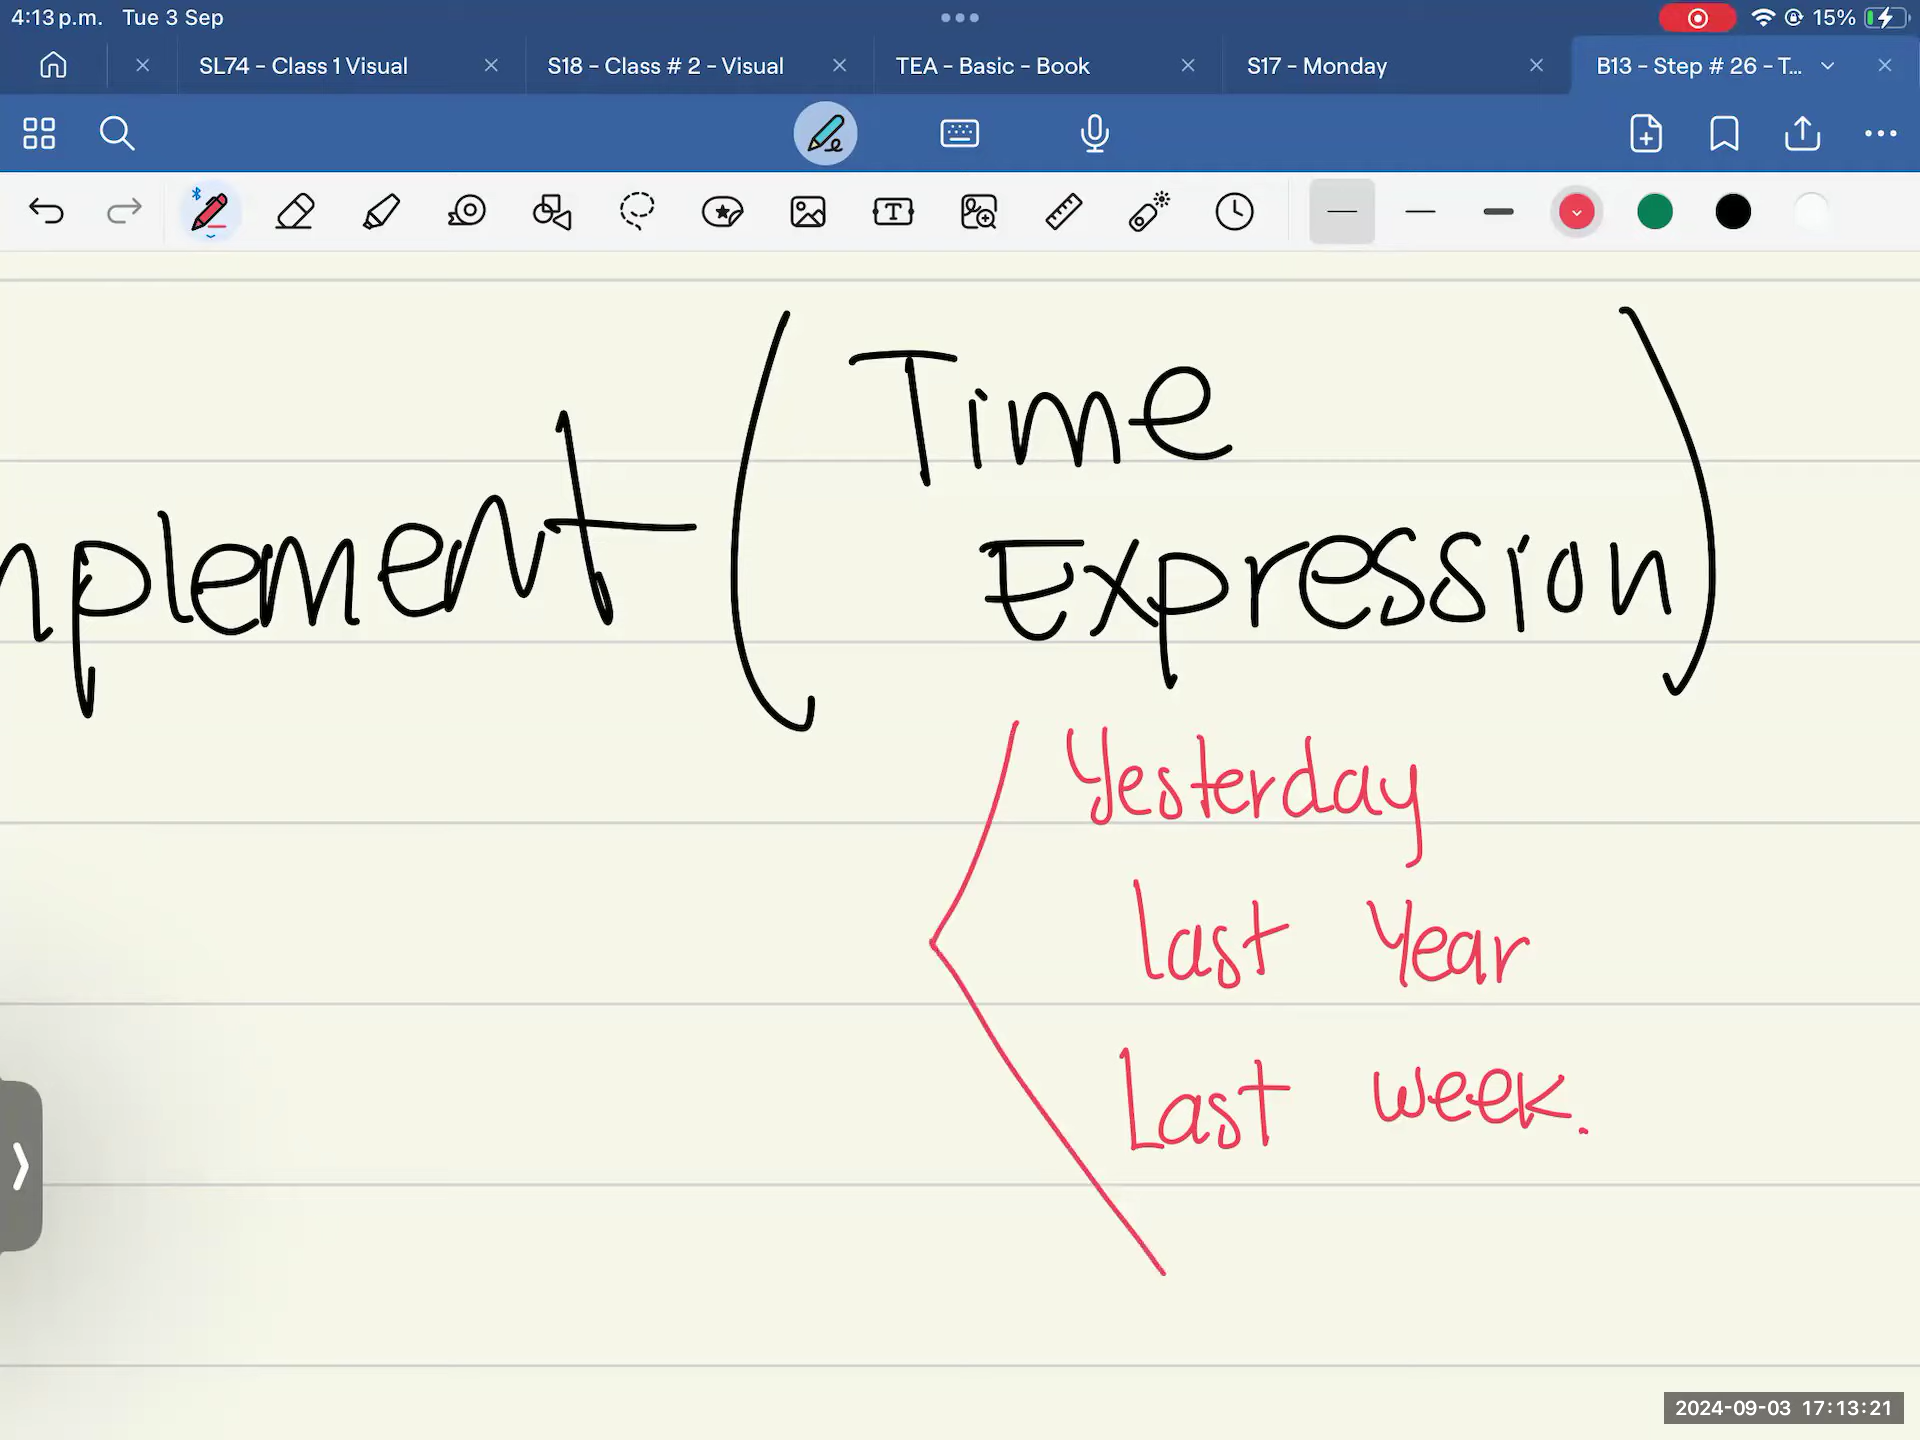 4:13 p.m. Tue 3 Sep
15%
SL74 - Class 1 Visual
S18 - Class # 2 - Visual
TEA - Basic - Book
S17 - Monday
B13 - Step # 26 - T...
Time
mplement
Expression
Yesterday
last Year
Last week.
2024-09-03 17:13:21